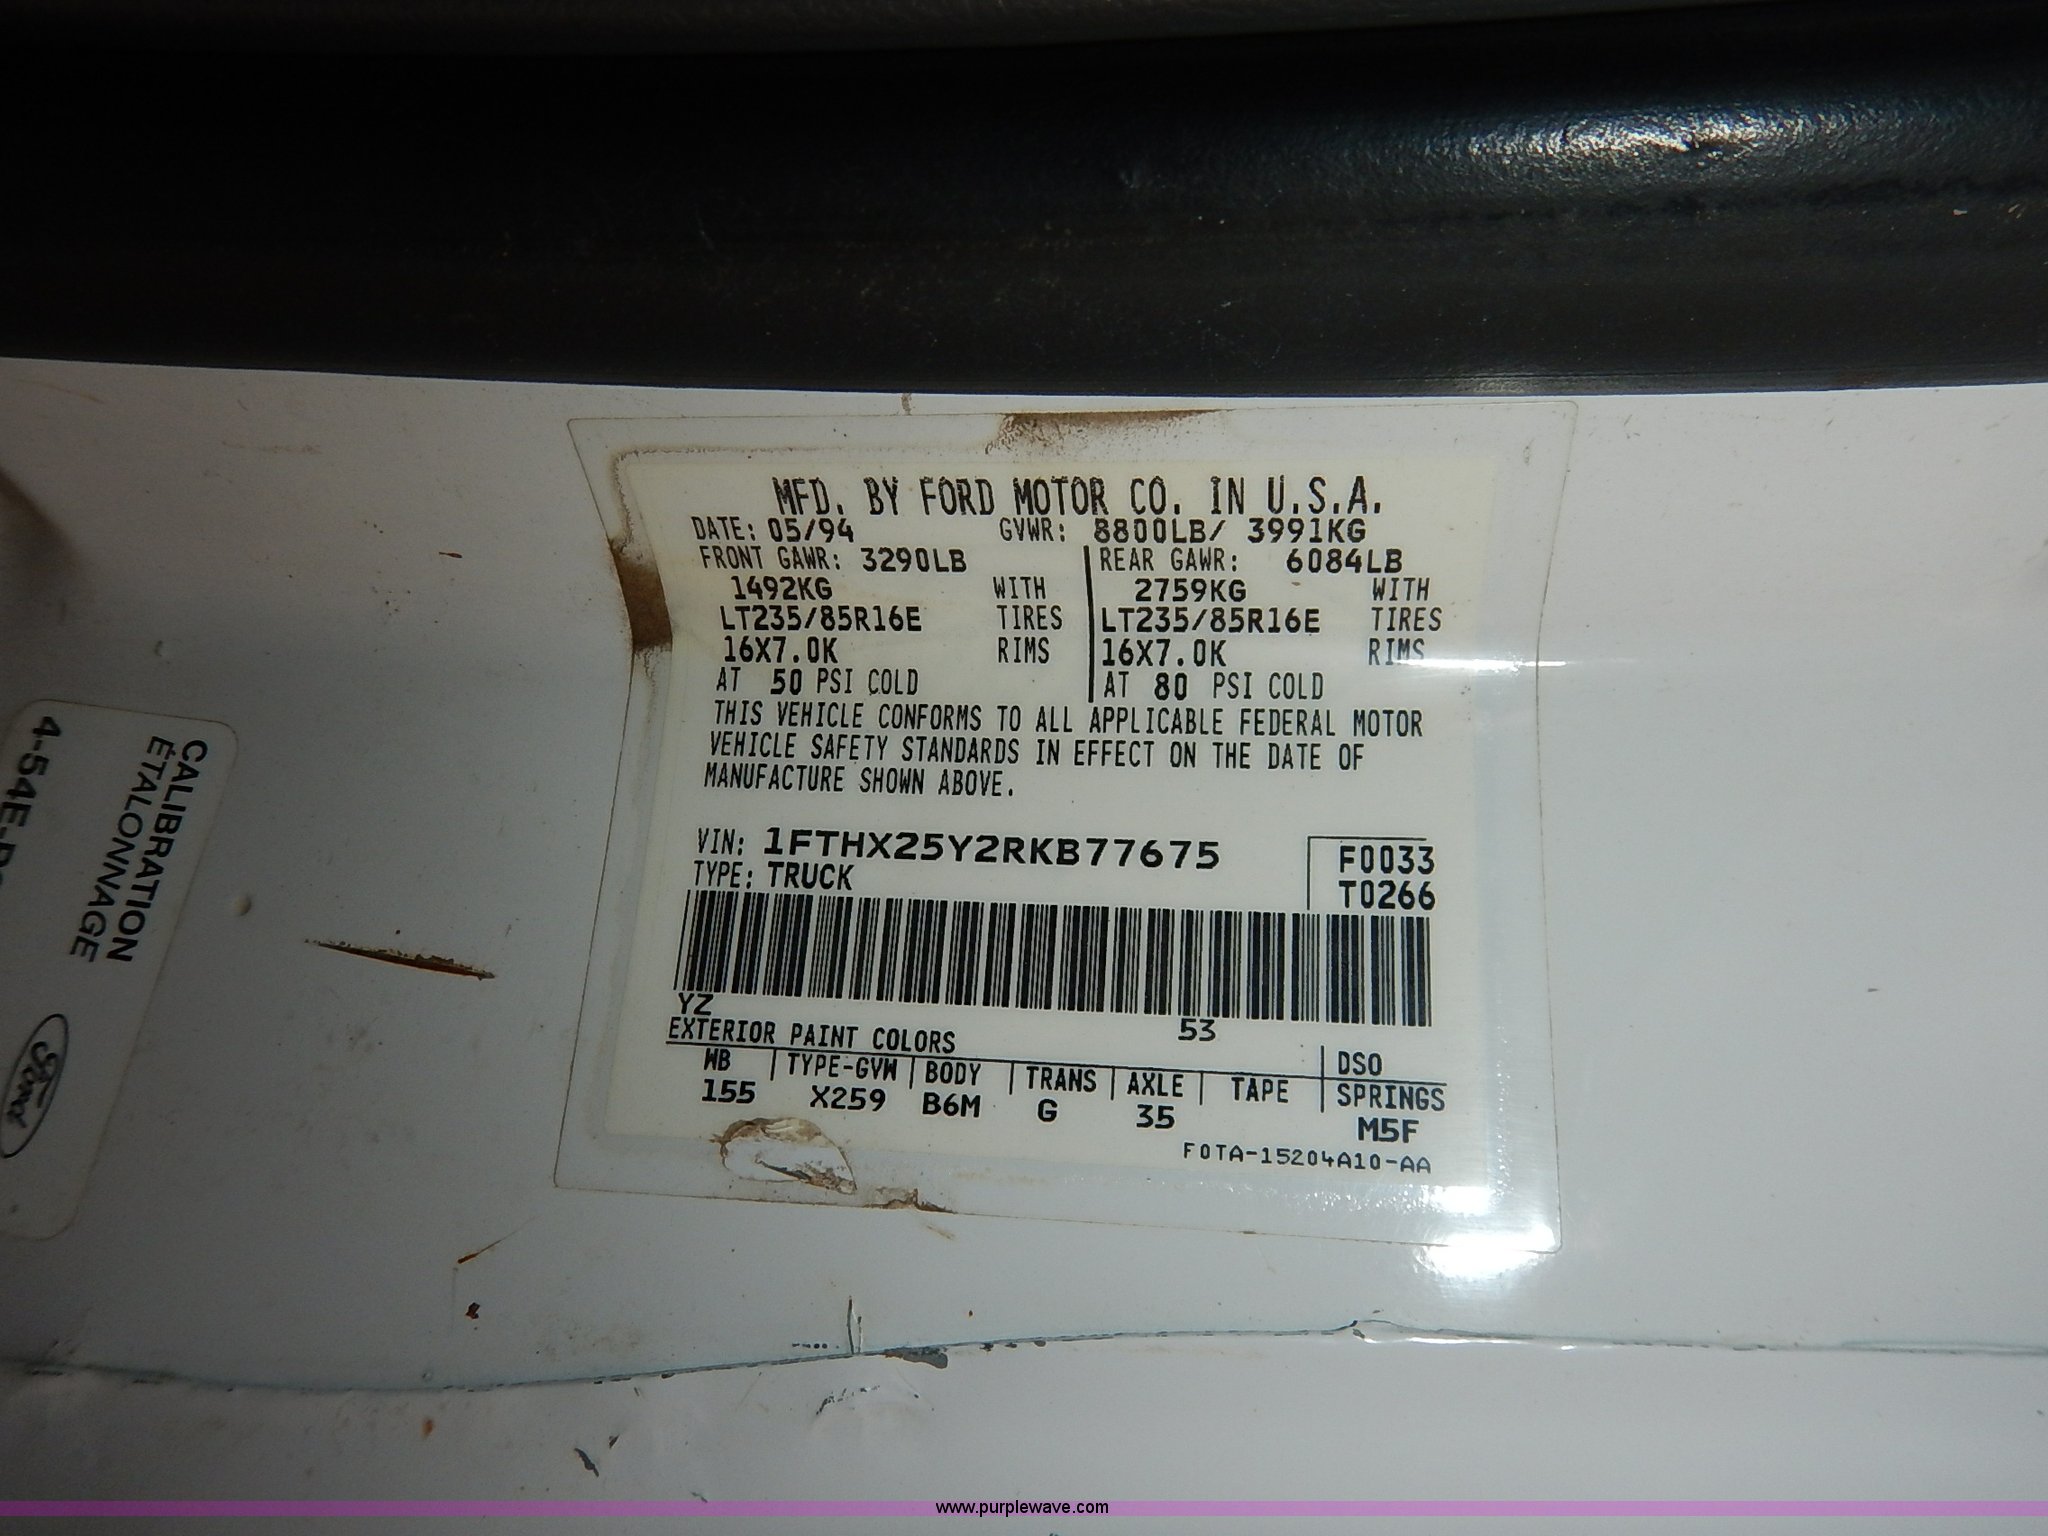 MFD. BY FORD MOTOR CO. IN U.S.A.
DATE: 05/94 GVWR: 8800LB/ 3991KG
FRONT GAWR: 3290LB REAR GAWR: 6084LB
1492KG WITH 2759KG WITH
LT235/85R16E TIRES LT235/85R16E TIRES
16X7.0K RIMS 16X7.0K RIMS
AT 50 PSI COLD AT 80 PSI COLD
THIS VEHICLE CONFORMS TO ALL APPLICABLE FEDERAL MOTOR
VEHICLE SAFETY STANDARDS IN EFFECT ON THE DATE OF
MANUFACTURE SHOWN ABOVE.
VIN: 1FTHX25Y2RKB77675 F0033
TYPE: TRUCK T0266
YZ 53
EXTERIOR PAINT COLORS DSO
WB TYPE-GVW BODY TRANS AXLE TAPE SPRINGS
155 X259 B6M G 35 M5F
F0TA-15204A10-AA
CALIBRATION
ÉTALONNAGE
Ford
www.purplewave.com